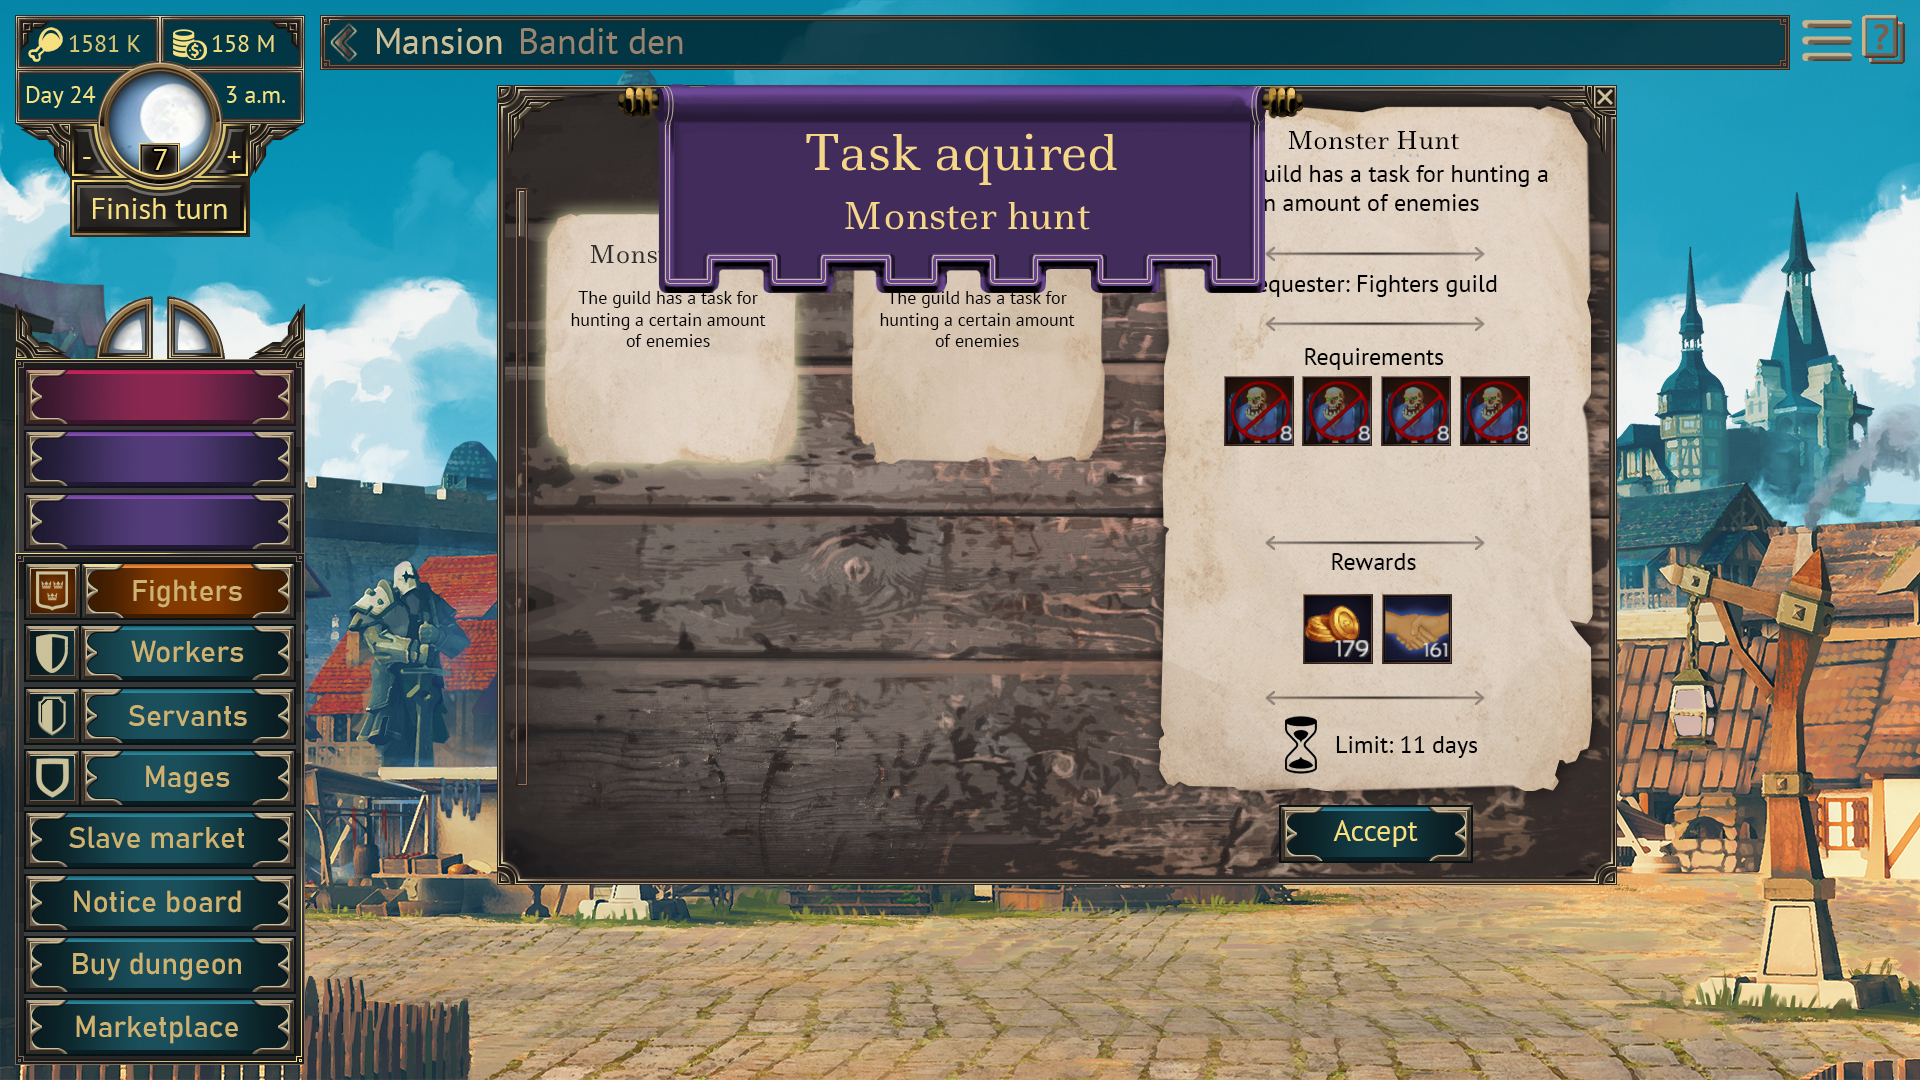 1581 K
158 M
Day 24
3 a.m.
-
7
+
Finish turn
Mansion Bandit den
?
Task aquired
Monster hunt
The guild has a task for
hunting a certain amount
of enemies
The guild has a task for
hunting a certain amount
of enemies
Monster Hunt
has a task for hunting a
amount of enemies
Fighters guild
Requirements
8
8
8
8
Rewards
179
161
Limit: 11 days
Accept
Fighters
Workers
Servants
Mages
Slave market
Notice board
Buy dungeon
Marketplace